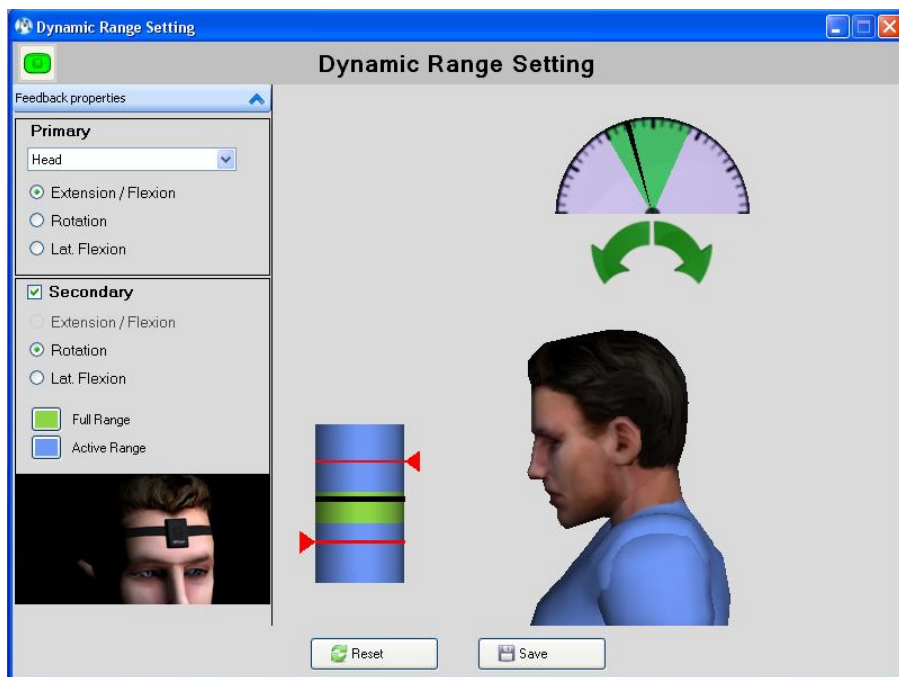 Dynamic Range Setting
Dynamic Range Setting
Feedback properties
Primary
Head
Extension / Flexion
Rotation
Lat. Flexion
Secondary
Extension / Flexion
Rotation
Lat. Flexion
Full Range
Active Range
Reset
Save